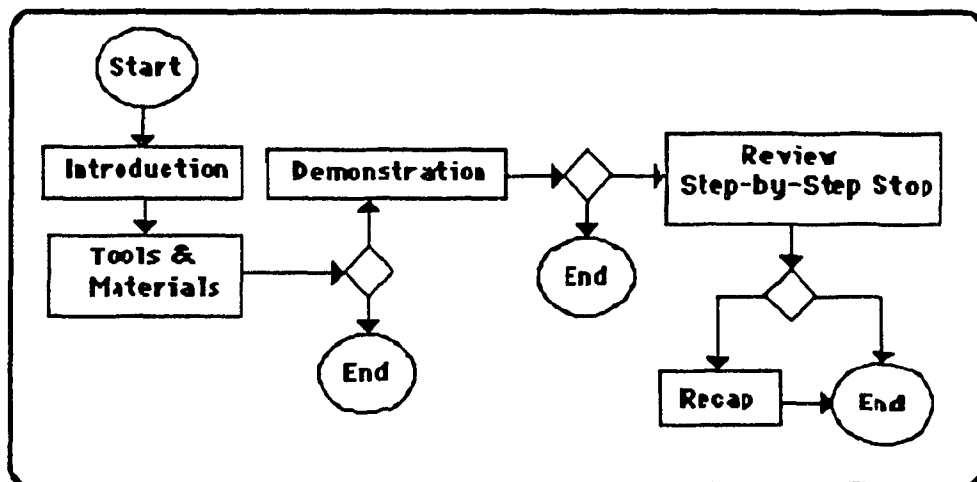 Start
Introduction
Tools &
Materials
Demonstration
End
End
Review
Step-by-Step Stop
Recap
End